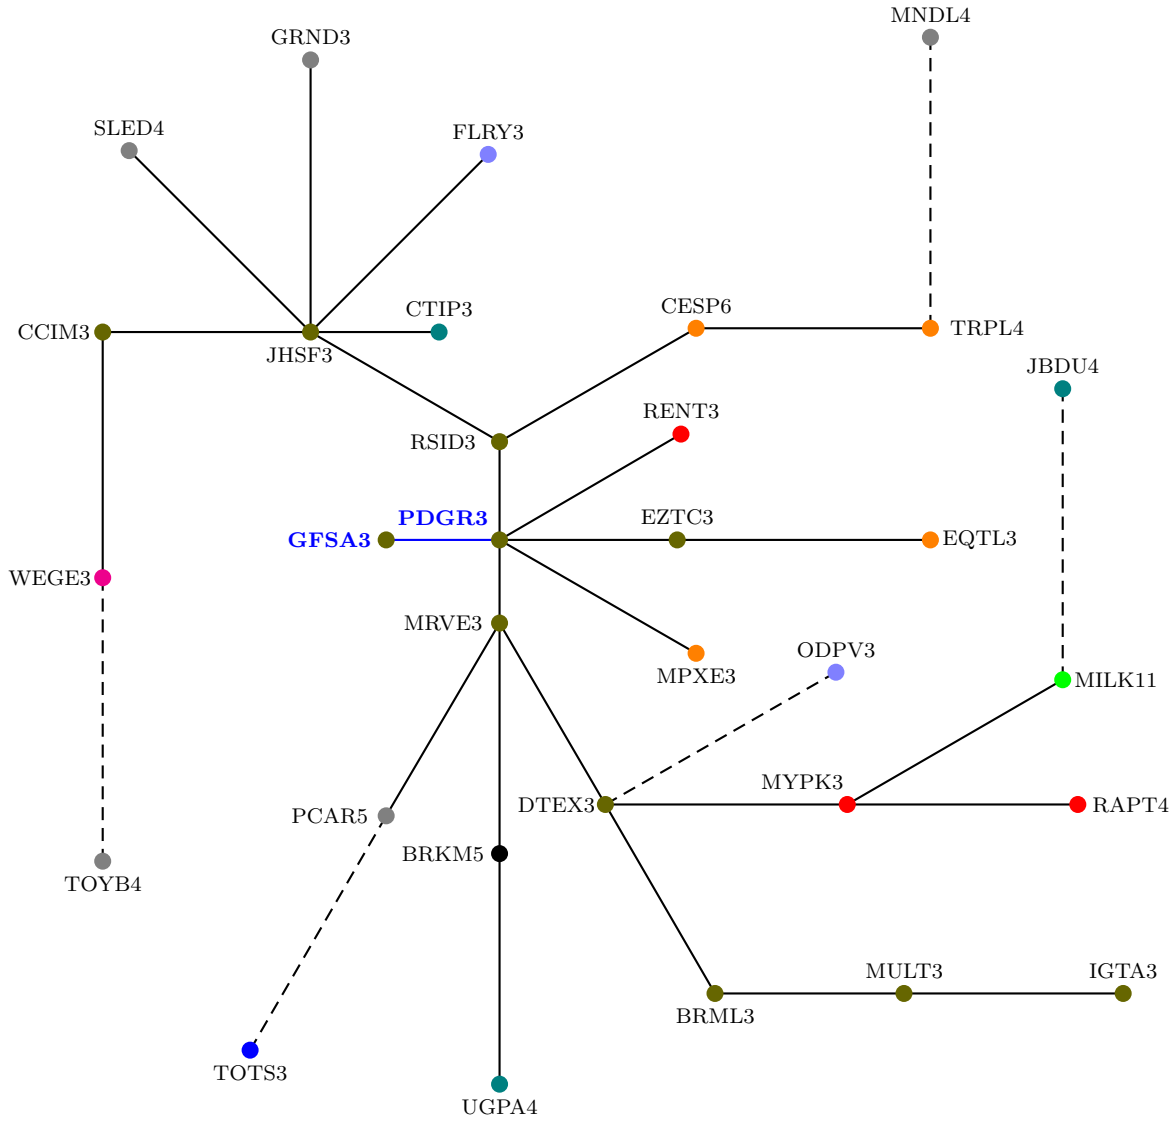 MNDL4
GRND3
SLED4
FLRY3
CESP6
CTIP3
CCIM3
TRPL4
JHSF3
JBDU4
RENT3
RSID3
PDGR3
EZTC3
GFSA3
EQTL3
WEGE3
MRVE3
ODPV3
MPXE3
MILK11
MYPK3
DTEX3
RAPT4
PCAR5
BRKM5
TOYB4
MULT3
IGTA3
BRML3
TOTS3
UGPA4